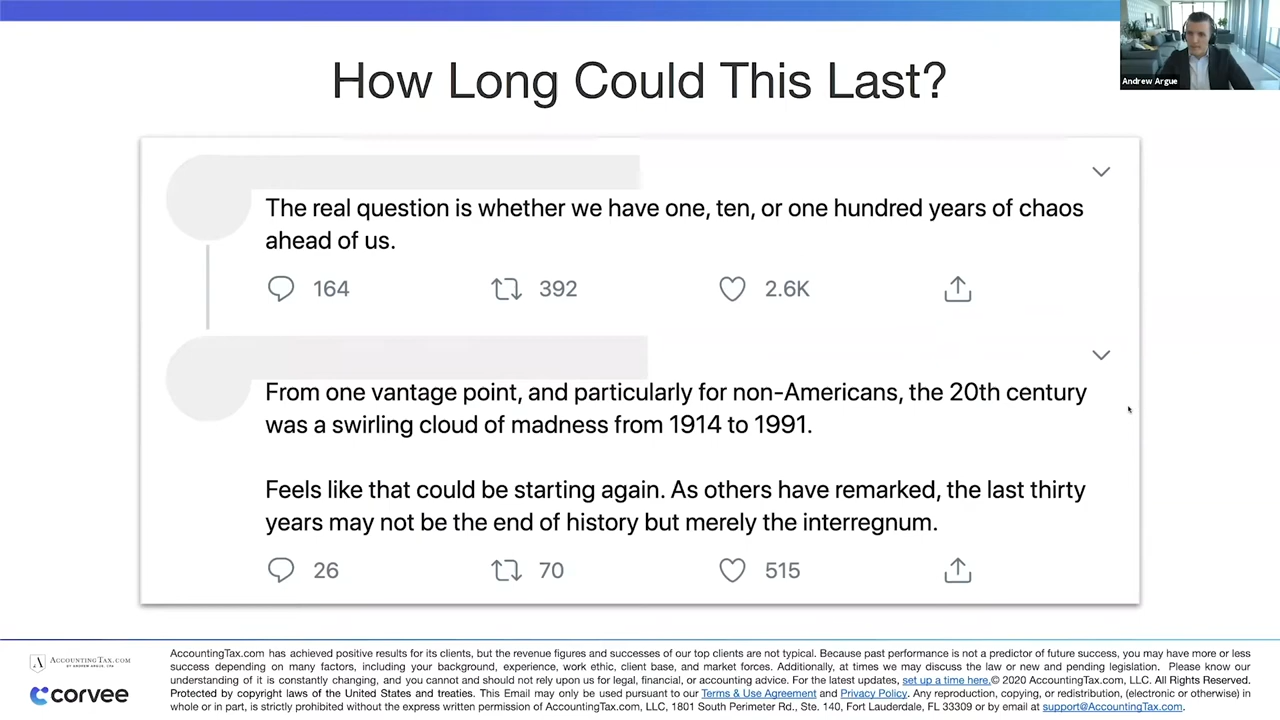 Andrew Argue
How Long Could This Last?
The real question is whether we have one, ten, or one hundred years of chaos
ahead of us.
164 392 2.6K
From one vantage point, and particularly for non-Americans, the 20th century
was a swirling cloud of madness from 1914 to 1991.
Feels like that could be starting again. As others have remarked, the last thirty
years may not be the end of history but merely the interregnum.
26 70 515
A ACCOUNTINGTAX.COM
BY ANDREW ARGUE, CPA
corvee
AccountingTax.com has achieved positive results for its clients, but the revenue figures and successes of our top clients are not typical. Because past performance is not a predictor of future success, you may have more or less
success depending on many factors, including your background, experience, work ethic, client base, and market forces. Additionally, at times we may discuss the law or new and pending legislation. Please know our
understanding of it is constantly changing, and you cannot and should not rely upon us for legal, financial, or accounting advice. For the latest updates, set up a time here.© 2020 AccountingTax.com, LLC. All Rights Reserved.
Protected by copyright laws of the United States and treaties. This Email may only be used pursuant to our Terms & Use Agreement and Privacy Policy. Any reproduction, copying, or redistribution, (electronic or otherwise) in
whole or in part, is strictly prohibited without the express written permission of AccountingTax.com, LLC, 1801 South Perimeter Rd., Ste. 140, Fort Lauderdale, FL 33309 or by email at support@AccountingTax.com.